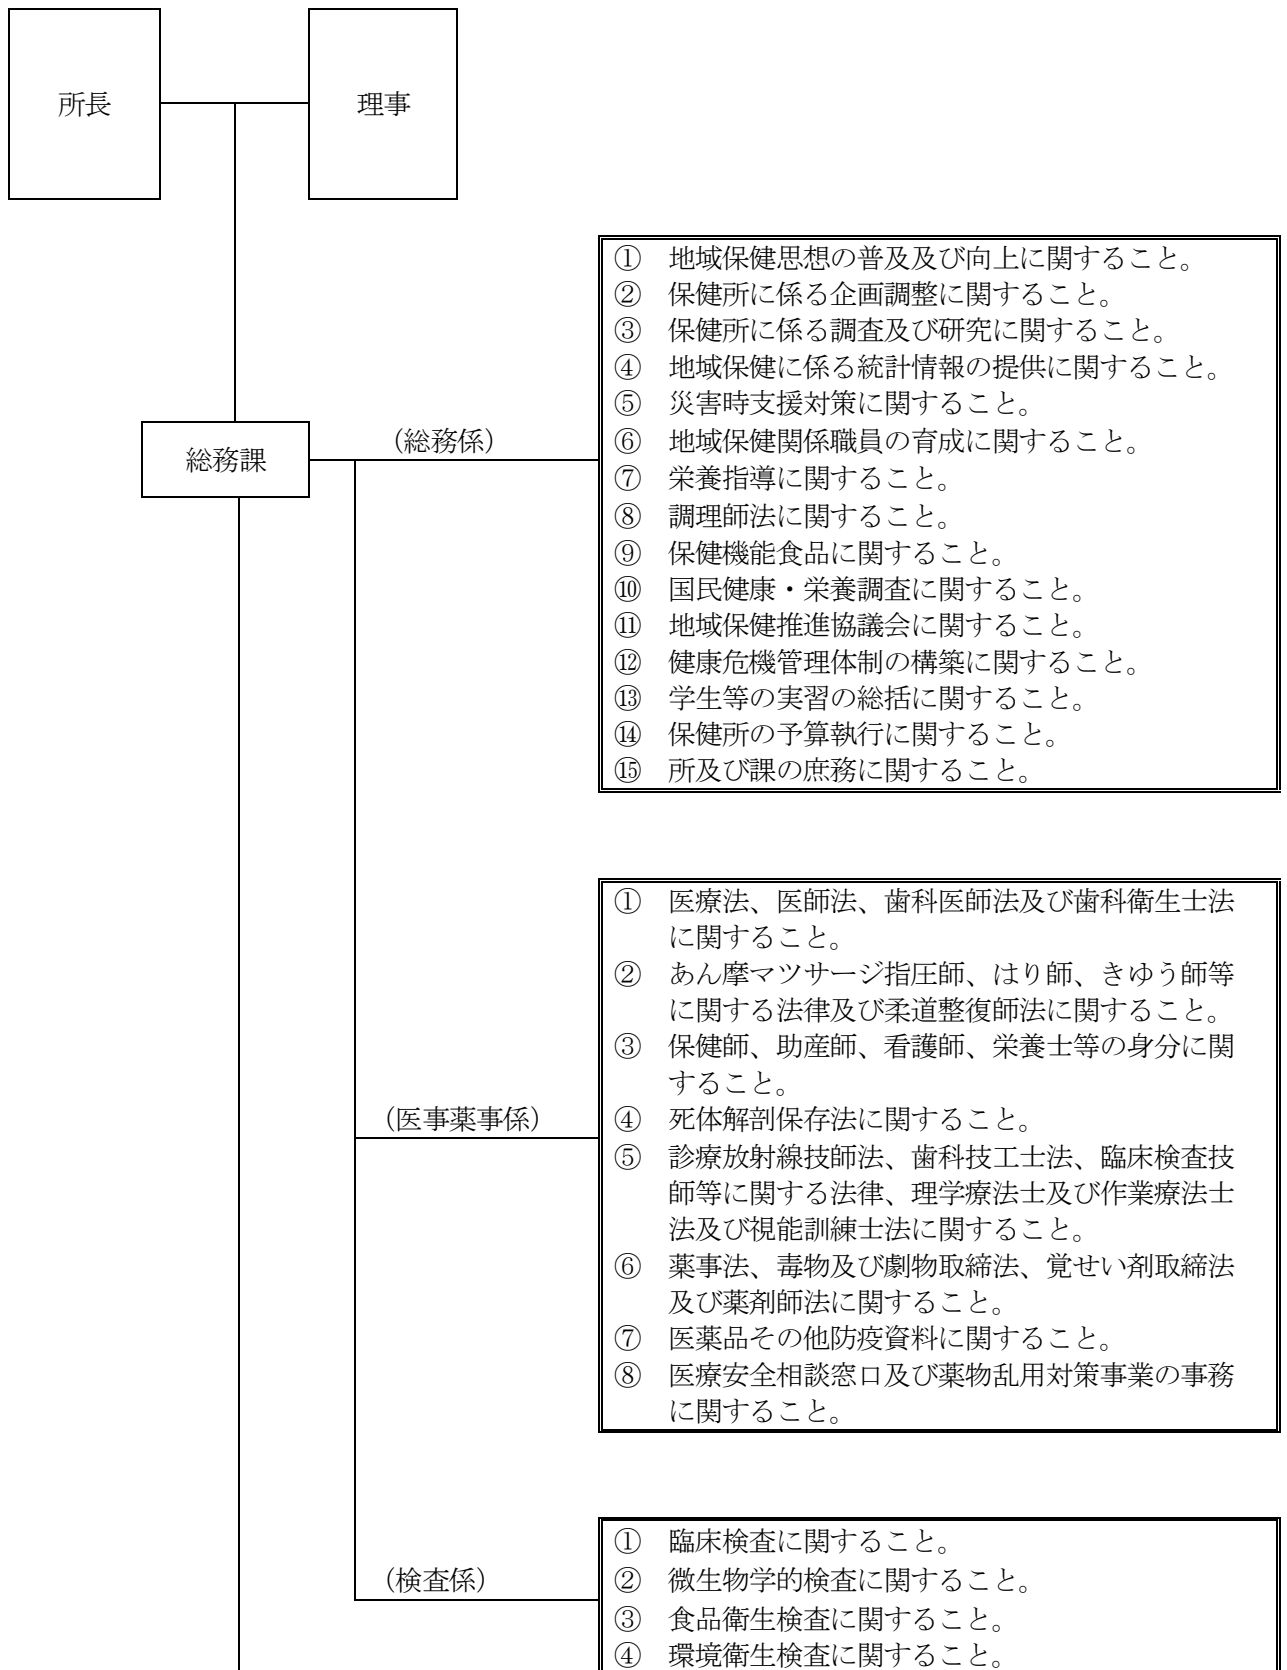 所長
理事
総務課
（総務係）
① 地域保健思想の普及及び向上に関すること。
② 保健所に係る企画調整に関すること。
③ 保健所に係る調査及び研究に関すること。
④ 地域保健に係る統計情報の提供に関すること。
⑤ 災害時支援対策に関すること。
⑥ 地域保健関係職員の育成に関すること。
⑦ 栄養指導に関すること。
⑧ 調理師法に関すること。
⑨ 保健機能食品に関すること。
⑩ 国民健康・栄養調査に関すること。
⑪ 地域保健推進協議会に関すること。
⑫ 健康危機管理体制の構築に関すること。
⑬ 学生等の実習の総括に関すること。
⑭ 保健所の予算執行に関すること。
⑮ 所及び課の庶務に関すること。
（医事薬事係）
① 医療法、医師法、歯科医師法及び歯科衛生士法
に関すること。
② あん摩マツサージ指圧師、はり師、きゆう師等
に関する法律及び柔道整復師法に関すること。
③ 保健師、助産師、看護師、栄養士等の身分に関
すること。
④ 死体解剖保存法に関すること。
⑤ 診療放射線技師法、歯科技工士法、臨床検査技
師等に関する法律、理学療法士及び作業療法士
法及び視能訓練士法に関すること。
⑥ 薬事法、毒物及び劇物取締法、覚せい剤取締法
及び薬剤師法に関すること。
⑦ 医薬品その他防疫資料に関すること。
⑧ 医療安全相談窓口及び薬物乱用対策事業の事務
に関すること。
（検査係）
① 臨床検査に関すること。
② 微生物学的検査に関すること。
③ 食品衛生検査に関すること。
④ 環境衛生検査に関すること。